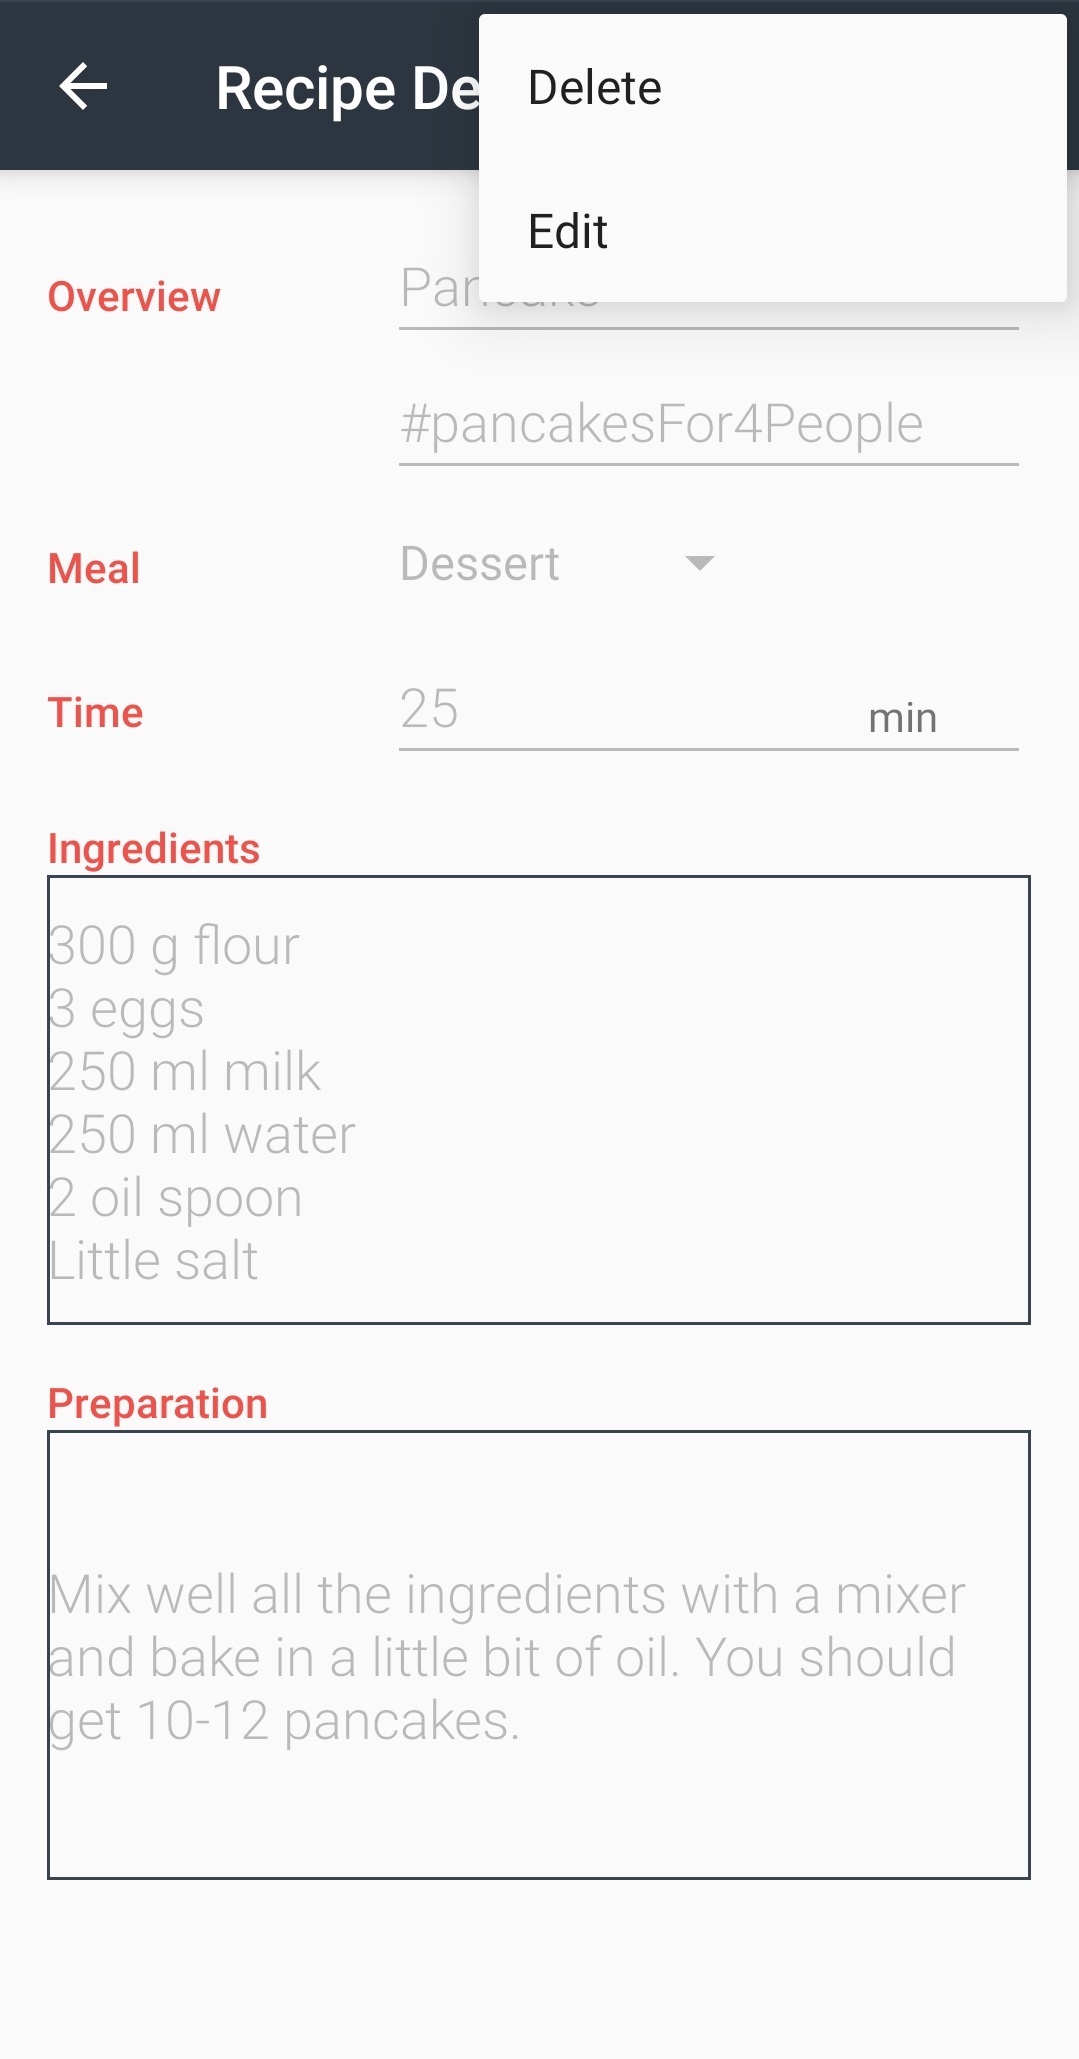 Recipe De
Delete
Edit
Overview
Pancake
#pancakesFor4People
Meal
Dessert
Time
25
min
Ingredients
300 g flour
3 eggs
250 ml milk
250 ml water
2 oil spoon
Little salt
Preparation
Mix well all the ingredients with a mixer
and bake in a little bit of oil. You should
get 10-12 pancakes.